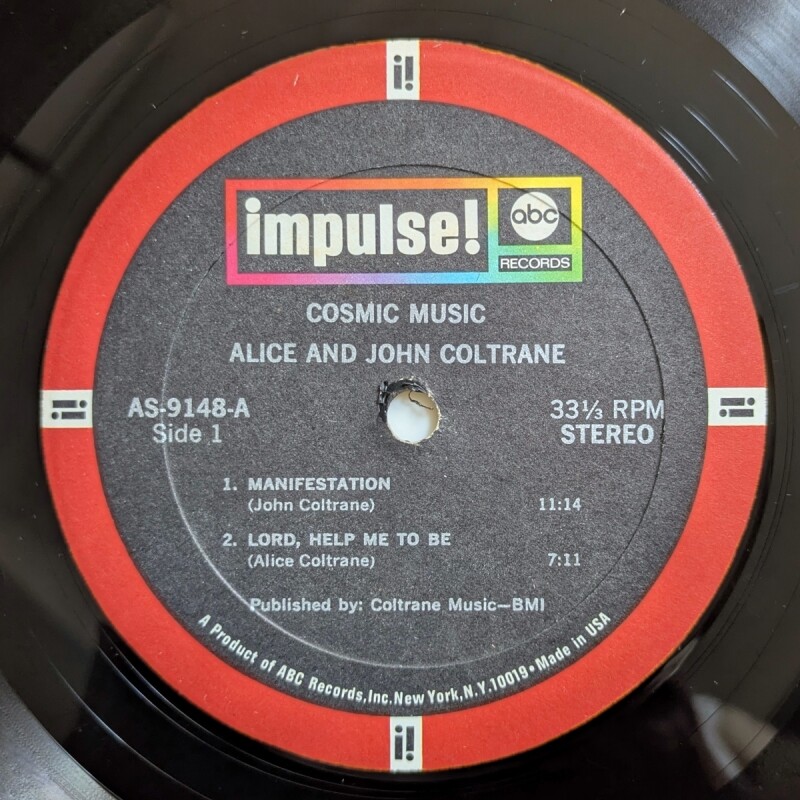 i!
impulse!
abc
RECORDS
COSMIC MUSIC
ALICE AND JOHN COLTRANE
AS-9148-A
Side 1
33⅓ RPM
STEREO
i!
i!
1. MANIFESTATION
(John Coltrane) 11:14
2. LORD, HELP ME TO BE
(Alice Coltrane) 7:11
Published by: Coltrane Music—BMI
A Product of ABC Records, Inc. New York, N.Y. 10019 • Made in USA
i!